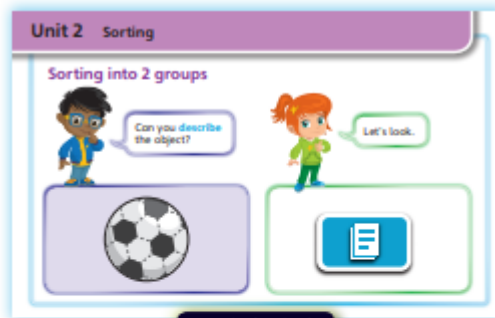 Unit 2 Sorting
Sorting into 2 groups
Can you describe
the object?
Let's look.